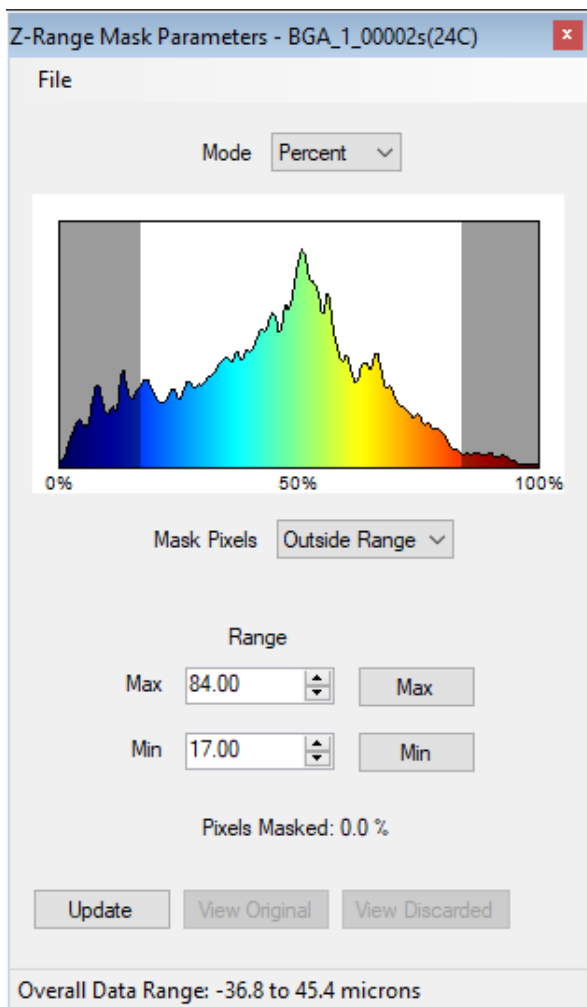 Z-Range Mask Parameters - BGA_1_00002s(24C) x
File
Mode Percent
0% 50% 100%
Mask Pixels Outside Range
Range
Max 84.00 Max
Min 17.00 Min
Pixels Masked: 0.0 %
Update View Original View Discarded
Overall Data Range: -36.8 to 45.4 microns